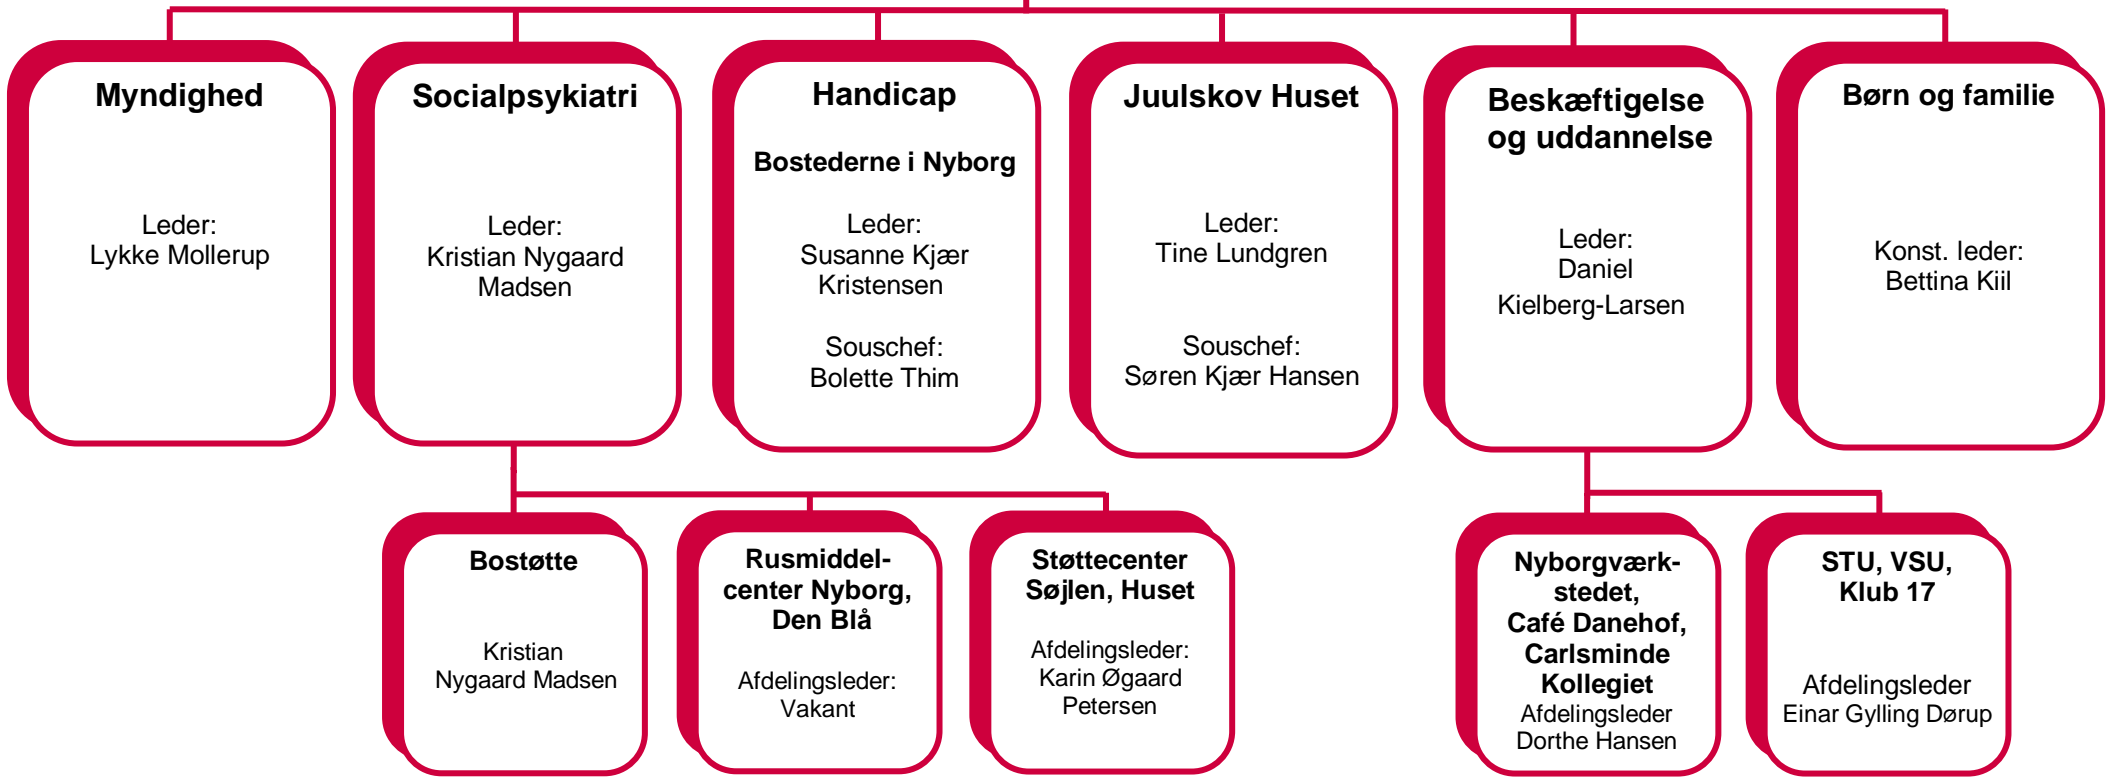 Myndighed
Leder:
Lykke Mollerup
Socialpsykiatri
Leder:
Kristian Nygaard
Madsen
Handicap
Bostederne i Nyborg
Leder:
Susanne Kjær
Kristensen
Souschef:
Bolette Thim
Juulskov Huset
Leder:
Tine Lundgren
Souschef:
Søren Kjær Hansen
Beskæftigelse
og uddannelse
Leder:
Daniel
Kielberg-Larsen
Børn og familie
Konst. leder:
Bettina Kiil
Bostøtte
Kristian
Nygaard Madsen
Rusmiddel-
center Nyborg,
Den Blå
Afdelingsleder:
Vakant
Støttecenter
Søjlen, Huset
Afdelingsleder:
Karin Øgaard
Petersen
Nyborgværk-
stedet,
Café Danehof,
Carlsminde
Kollegiet
Afdelingsleder
Dorthe Hansen
STU, VSU,
Klub 17
Afdelingsleder
Einar Gylling Dørup